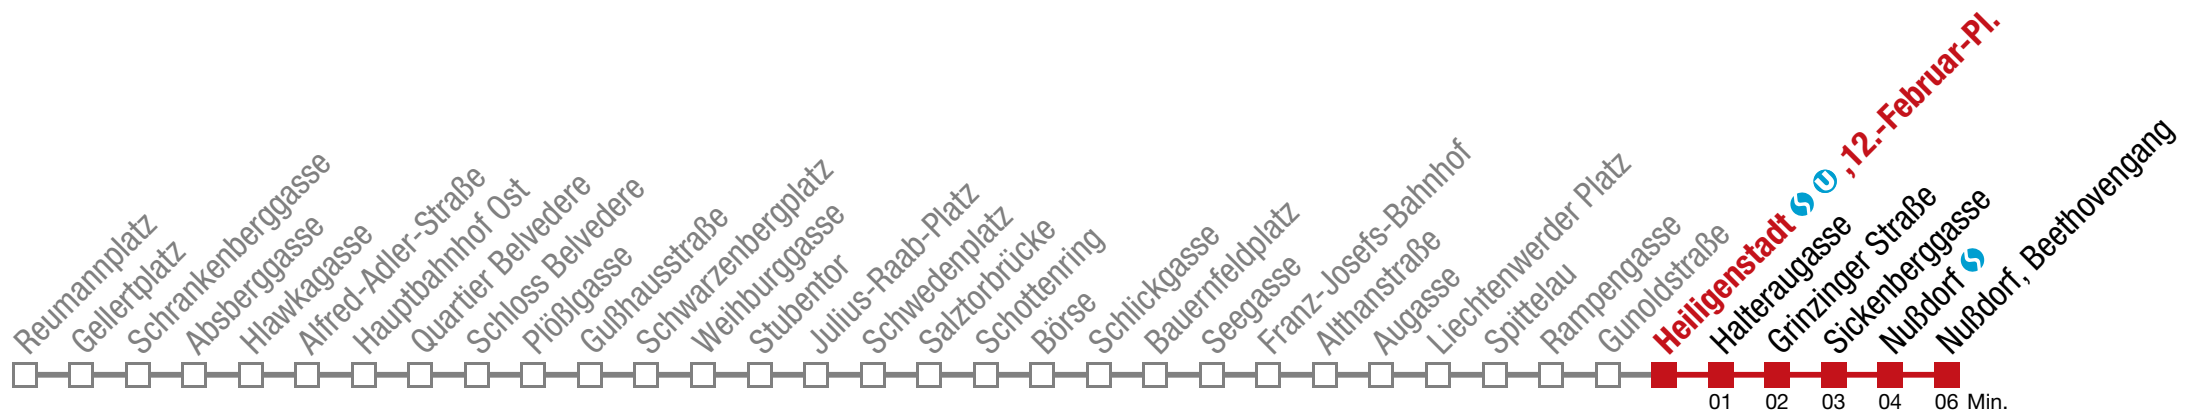 Reumannplatz
Gellertplatz
Schrankenberggasse
Absberggasse
Hlawkagasse
Alfred-Adler-Straße
Hauptbahnhof Ost
Quartier Belvedere
Schloss Belvedere
Plößlgasse
Gußhausstraße
Schwarzenbergplatz
Weihburggasse
Stubentor
Julius-Raab-Platz
Schwedenplatz
Salztorbrücke
Schottenring
Börse
Schlickgasse
Bauernfeldplatz
Seegasse
Franz-Josefs-Bahnhof
Althanstraße
Augasse
Liechtenwerder Platz
Spittelau
Rampengasse
Gunoldstraße
Heiligenstadt S U ,12.-Februar-Pl.
Halteraugasse
Grinzinger Straße
Sickenberggasse
Nußdorf S
Nußdorf, Beethovengang
01 02 03 04 06 Min.